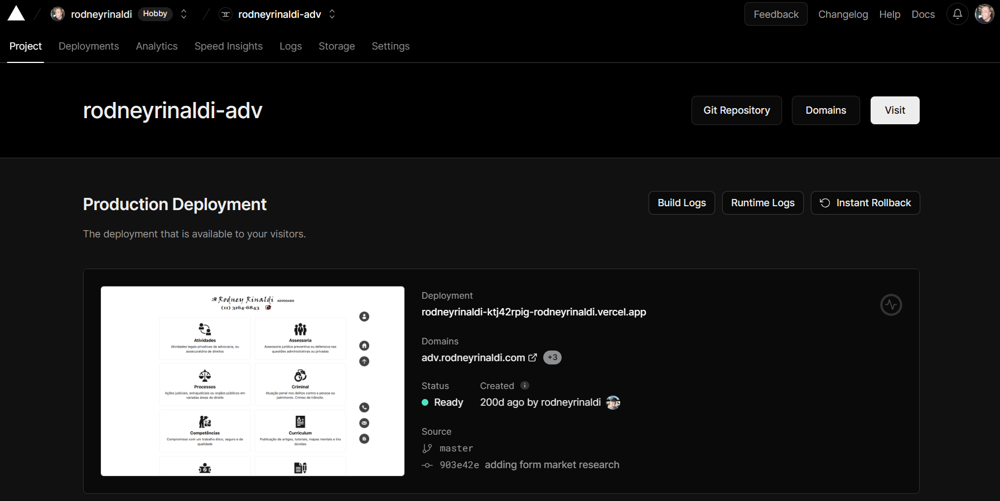 rodneyrinaldi Hobby rodneyrinaldi-adv Feedback Changelog Help Docs
Project Deployments Analytics Speed Insights Logs Storage Settings
rodneyrinaldi-adv Git Repository Domains Visit
Production Deployment Build Logs Runtime Logs Instant Rollback
The deployment that is available to your visitors.
Rodney Rinaldi ADVOGADO
(11) 3164-6843
Atividades
Atividades legais privativas da advocacia, ou
assecuratória de direitos
Assessoria
Assessoria jurídica preventiva ou defensiva nas
questões administrativas ou privadas
Processos
Ações judiciais, extrajudiciais ou orgãos públicos em
variadas áreas do direito
Criminal
Atuação penal nos delitos contra a pessoa ou
patrimonio. Crimes de trânsito.
Competências
Compromisso com um trabalho ético, seguro e de
qualidade
Currículum
Publicação de artigos, tutoriais, mapas mentais e tira
dúvidas
Deployment
rodneyrinaldi-ktj42rpig-rodneyrinaldi.vercel.app
Domains
adv.rodneyrinaldi.com +3
Status Created
Ready 200d ago by rodneyrinaldi
Source
master
903e42e adding form market research